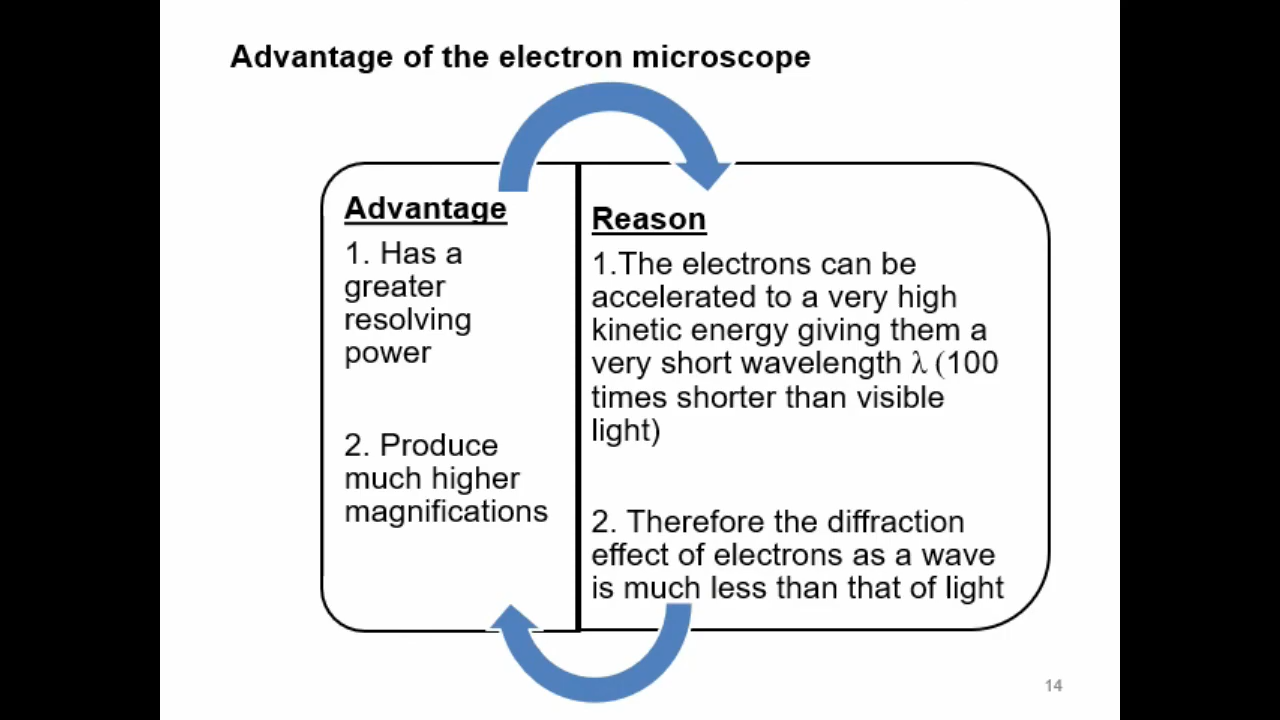 Advantage of the electron microscope
Advantage
1. Has a
greater
resolving
power
2. Produce
much higher
magnifications
Reason
1.The electrons can be
accelerated to a very high
kinetic energy giving them a
very short wavelength λ (100
times shorter than visible
light)
2. Therefore the diffraction
effect of electrons as a wave
is much less than that of light
14